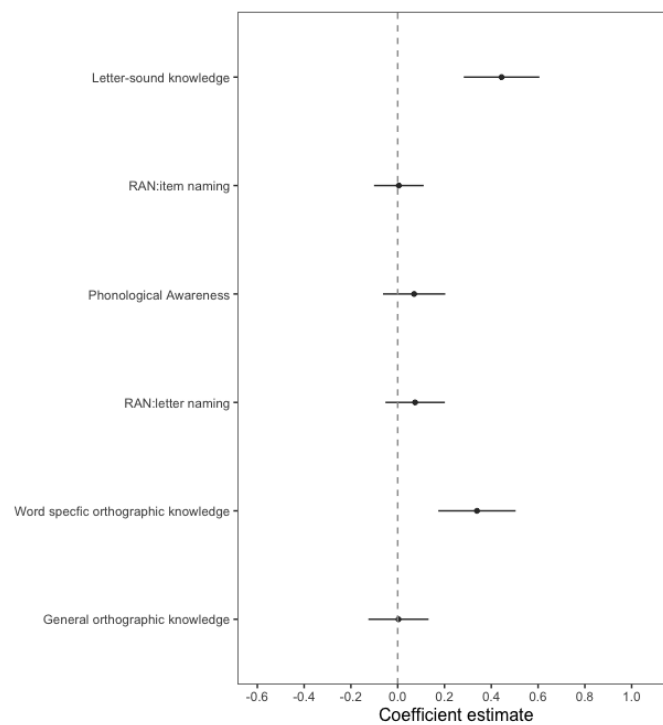 Letter-sound knowledge
RAN:item naming
Phonological Awareness
RAN:letter naming
Word specfic orthographic knowledge
General orthographic knowledge
-0.6 -0.4 -0.2 0.0 0.2 0.4 0.6 0.8 1.0
Coefficient estimate